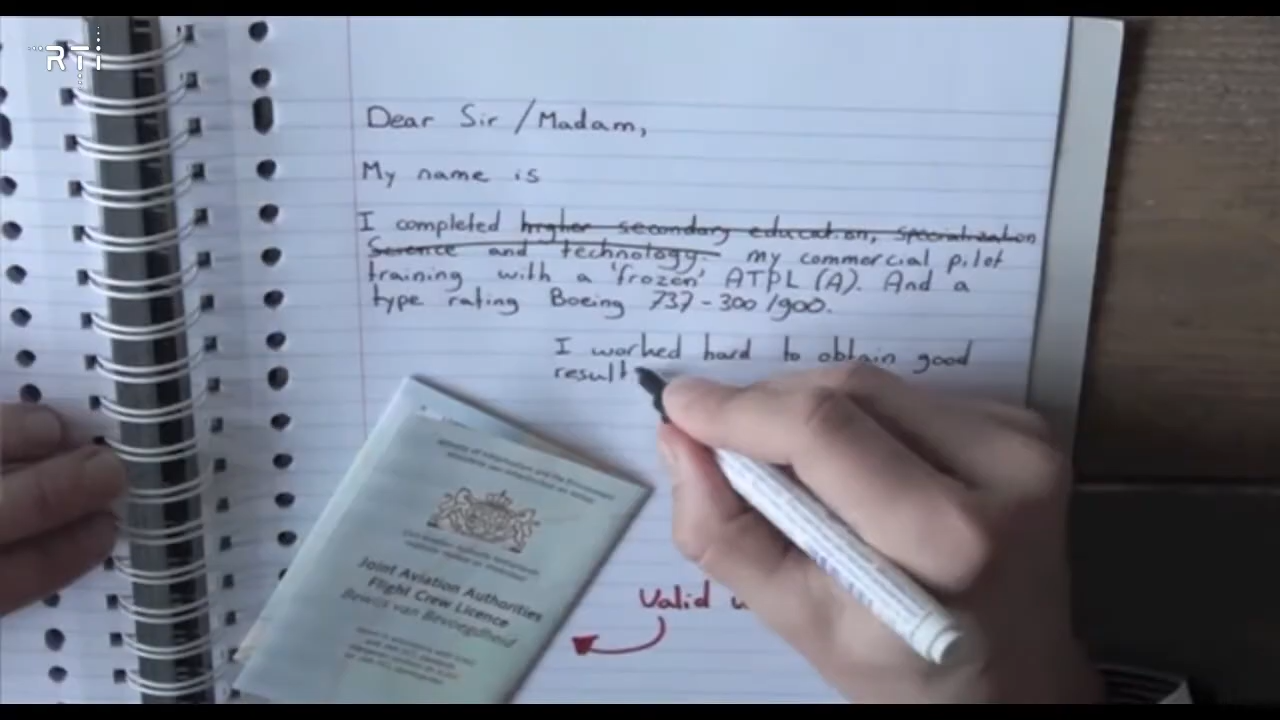 RTI
Dear Sir /Madam,
My name is
I completed higher secondary education, specialization
Science and technology. my commercial pilot
training with a 'frozen' ATPL (A). And a
type rating Boeing 737-300/900.
I worked hard to obtain good
result
Joint Aviation Authorities
Flight Crew Licence
Bewijs van Bevoegdheid
Valid